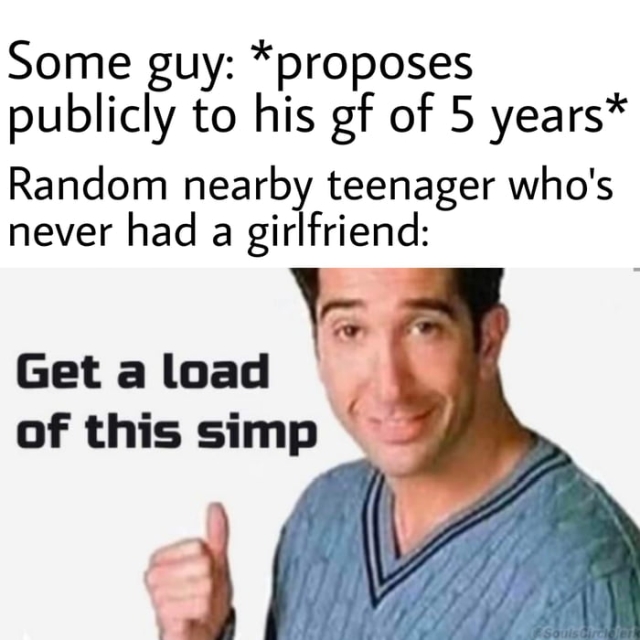 Some guy: *proposes
publicly to his gf of 5 years*
Random nearby teenager who's
never had a girlfriend:
Get a load
of this simp